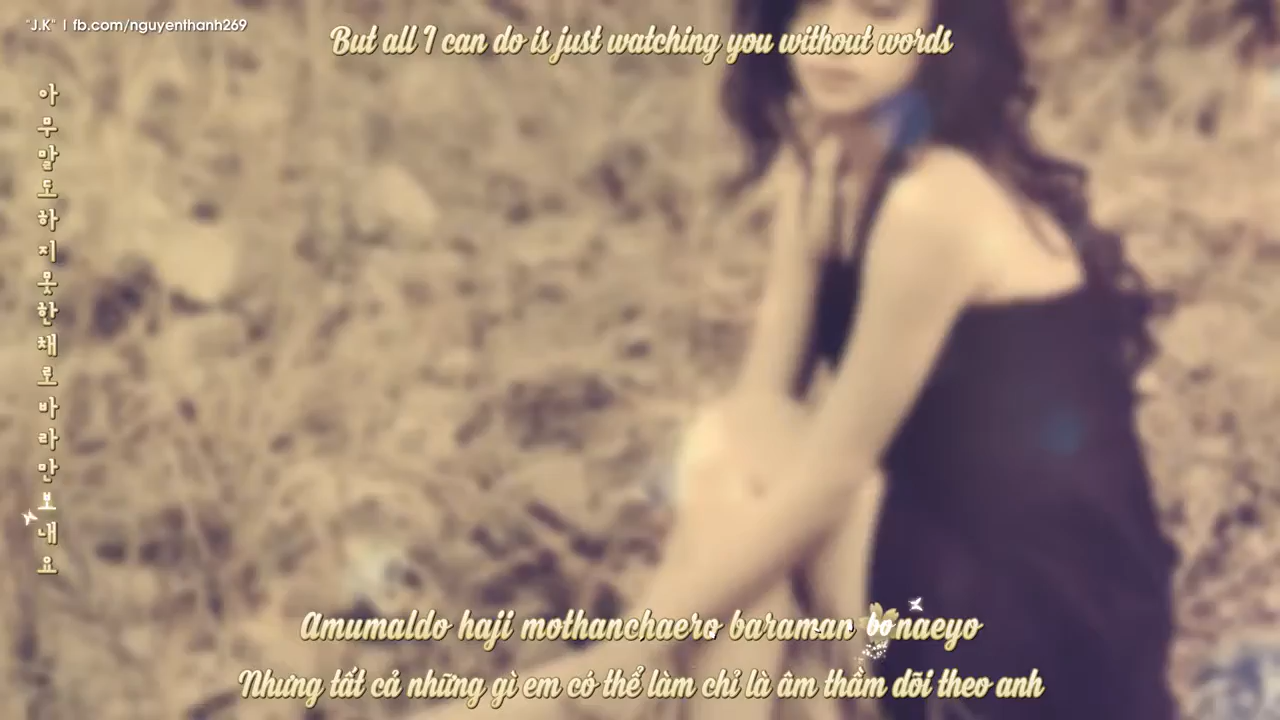 "J.K" | fb.com/nguyenthanh269
But all I can do is just watching you without words
아무말도하지못한채로바라만보내요
Amumaldo haji mothanchaero baraman bonaeyo
Nhưng tất cả những gì em có thể làm chỉ là âm thầm dõi theo anh